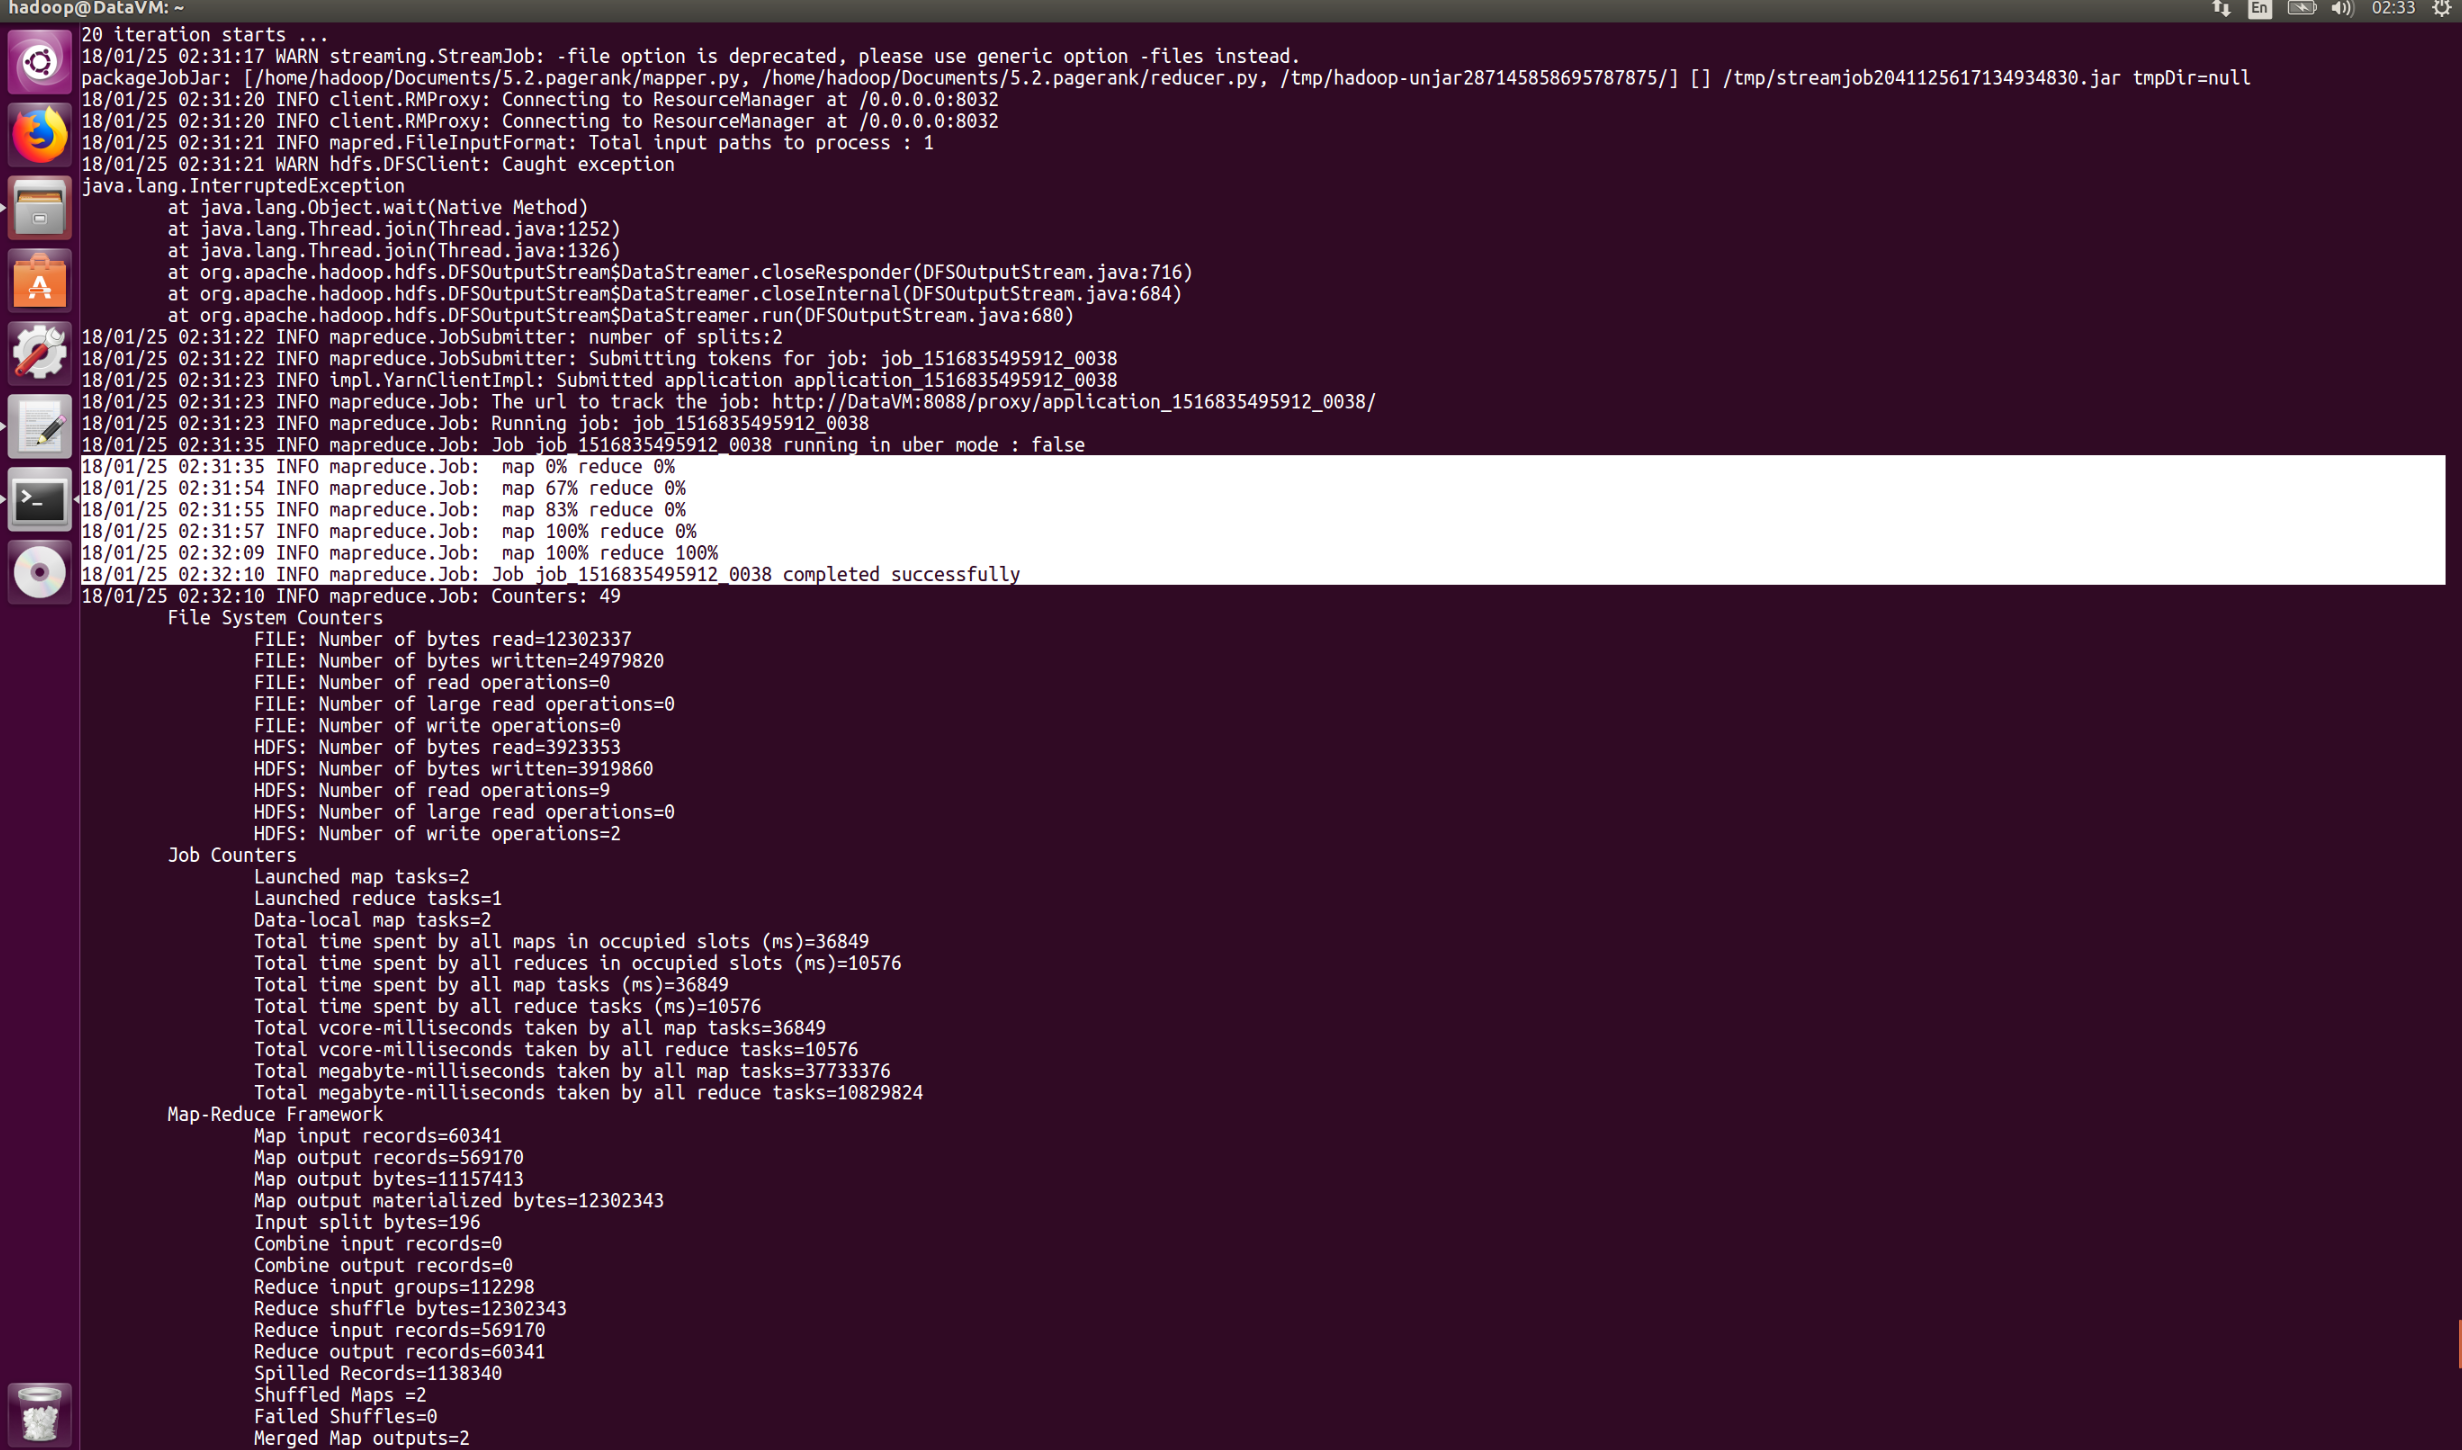 hadoop@DataVM: ~
En
02:33
20 iteration starts ...
18/01/25 02:31:17 WARN streaming.StreamJob: -file option is deprecated, please use generic option -files instead.
packageJobJar: [/home/hadoop/Documents/5.2.pagerank/mapper.py, /home/hadoop/Documents/5.2.pagerank/reducer.py, /tmp/hadoop-unjar287145858695787875/] [] /tmp/streamjob2041125617134934830.jar tmpDir=null
18/01/25 02:31:20 INFO client.RMProxy: Connecting to ResourceManager at /0.0.0.0:8032
18/01/25 02:31:20 INFO client.RMProxy: Connecting to ResourceManager at /0.0.0.0:8032
18/01/25 02:31:21 INFO mapred.FileInputFormat: Total input paths to process : 1
18/01/25 02:31:21 WARN hdfs.DFSClient: Caught exception
java.lang.InterruptedException
at java.lang.Object.wait(Native Method)
at java.lang.Thread.join(Thread.java:1252)
at java.lang.Thread.join(Thread.java:1326)
at org.apache.hadoop.hdfs.DFSOutputStream$DataStreamer.closeResponder(DFSOutputStream.java:716)
at org.apache.hadoop.hdfs.DFSOutputStream$DataStreamer.closeInternal(DFSOutputStream.java:684)
at org.apache.hadoop.hdfs.DFSOutputStream$DataStreamer.run(DFSOutputStream.java:680)
18/01/25 02:31:22 INFO mapreduce.JobSubmitter: number of splits:2
18/01/25 02:31:22 INFO mapreduce.JobSubmitter: Submitting tokens for job: job_1516835495912_0038
18/01/25 02:31:23 INFO impl.YarnClientImpl: Submitted application application_1516835495912_0038
18/01/25 02:31:23 INFO mapreduce.Job: The url to track the job: http://DataVM:8088/proxy/application_1516835495912_0038/
18/01/25 02:31:23 INFO mapreduce.Job: Running job: job_1516835495912_0038
18/01/25 02:31:35 INFO mapreduce.Job: Job job_1516835495912_0038 running in uber mode : false
18/01/25 02:31:35 INFO mapreduce.Job:  map 0% reduce 0%
18/01/25 02:31:54 INFO mapreduce.Job:  map 67% reduce 0%
18/01/25 02:31:55 INFO mapreduce.Job:  map 83% reduce 0%
18/01/25 02:31:57 INFO mapreduce.Job:  map 100% reduce 0%
18/01/25 02:32:09 INFO mapreduce.Job:  map 100% reduce 100%
18/01/25 02:32:10 INFO mapreduce.Job: Job job_1516835495912_0038 completed successfully
18/01/25 02:32:10 INFO mapreduce.Job: Counters: 49
File System Counters
FILE: Number of bytes read=12302337
FILE: Number of bytes written=24979820
FILE: Number of read operations=0
FILE: Number of large read operations=0
FILE: Number of write operations=0
HDFS: Number of bytes read=3923353
HDFS: Number of bytes written=3919860
HDFS: Number of read operations=9
HDFS: Number of large read operations=0
HDFS: Number of write operations=2
Job Counters
Launched map tasks=2
Launched reduce tasks=1
Data-local map tasks=2
Total time spent by all maps in occupied slots (ms)=36849
Total time spent by all reduces in occupied slots (ms)=10576
Total time spent by all map tasks (ms)=36849
Total time spent by all reduce tasks (ms)=10576
Total vcore-milliseconds taken by all map tasks=36849
Total vcore-milliseconds taken by all reduce tasks=10576
Total megabyte-milliseconds taken by all map tasks=37733376
Total megabyte-milliseconds taken by all reduce tasks=10829824
Map-Reduce Framework
Map input records=60341
Map output records=569170
Map output bytes=11157413
Map output materialized bytes=12302343
Input split bytes=196
Combine input records=0
Combine output records=0
Reduce input groups=112298
Reduce shuffle bytes=12302343
Reduce input records=569170
Reduce output records=60341
Spilled Records=1138340
Shuffled Maps =2
Failed Shuffles=0
Merged Map outputs=2